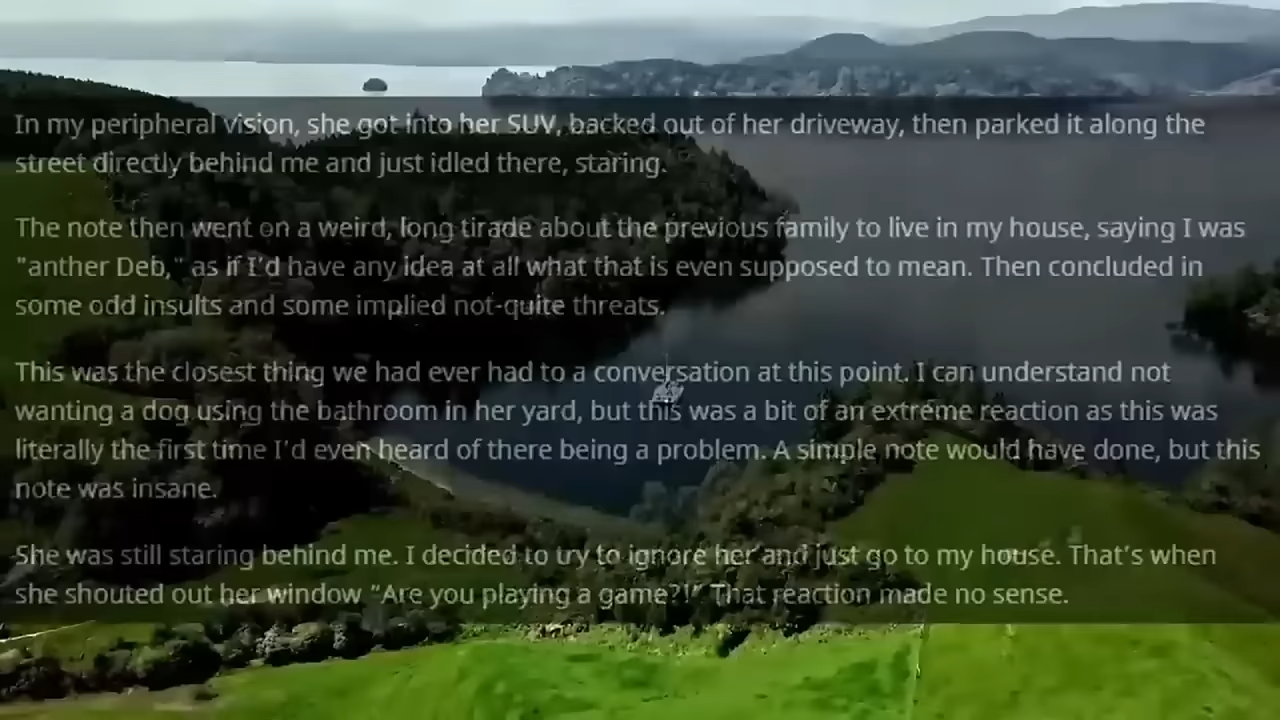 In my peripheral vision, she got into her SUV, backed out of her driveway, then parked it along the
street directly behind me and just idled there, staring.
The note then went on a weird, long tirade about the previous family to live in my house, saying I was
"anther Deb," as if I'd have any idea at all what that is even supposed to mean. Then concluded in
some odd insults and some implied not-quite threats.
This was the closest thing we had ever had to a conversation at this point. I can understand not
wanting a dog using the bathroom in her yard, but this was a bit of an extreme reaction as this was
literally the first time I'd even heard of there being a problem. A simple note would have done, but this
note was insane.
She was still staring behind me. I decided to try to ignore her and just go to my house. That's when
she shouted out her window “Are you playing a game?!” That reaction made no sense.